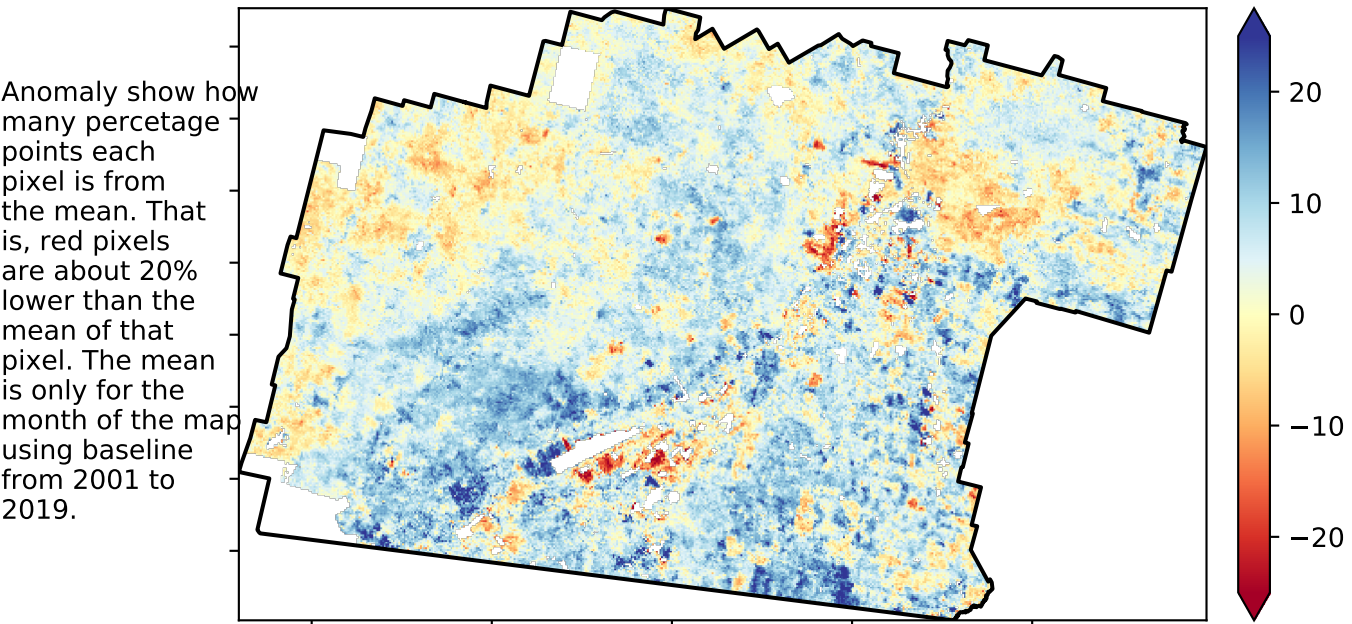 Anomaly show how
many percetage
points each
pixel is from
the mean. That
is, red pixels
are about 20%
lower than the
mean of that
pixel. The mean
is only for the
month of the map
using baseline
from 2001 to
2019.
20
10
0
−10
−20